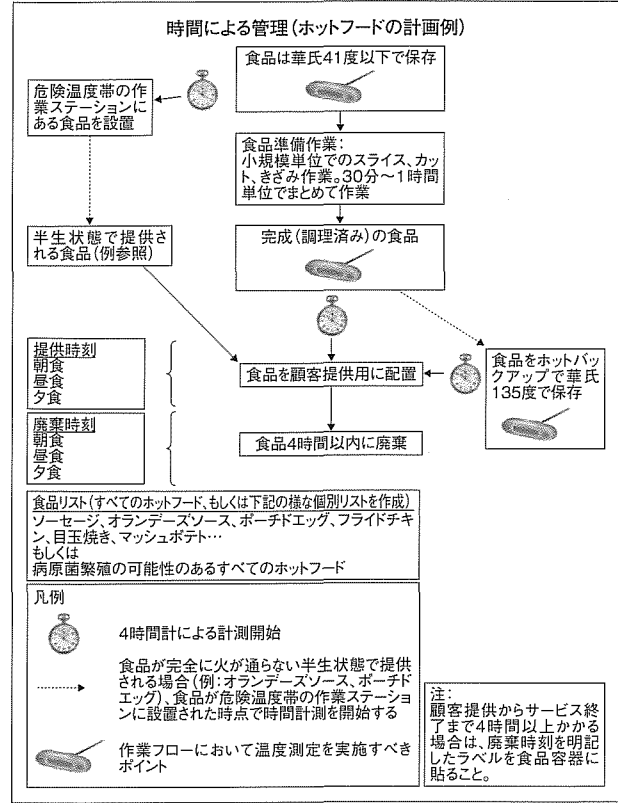 時間による管理(ホットフードの計画例)
食品は華氏41度以下で保存
危険温度帯の作
業ステーションに
ある食品を設置
食品準備作業:
小規模単位でのスライス、カッ
ト、きざみ作業。30分～1時間
単位でまとめて作業
半生状態で提供さ
れる食品(例参照)
完成(調理済み)の食品
提供時刻
朝食
昼食
夕食
食品を顧客提供用に配置
食品をホットバック
アップで華氏
135度で保存
廃棄時刻
朝食
昼食
夕食
食品4時間以内に廃棄
食品リスト(すべてのホットフード、もしくは下記の様な個別リストを作成)
ソーセージ、オランデーズソース、ポーチドエッグ、フライドチキ
ン、目玉焼き、マッシュポテト…
もしくは
病原菌繁殖の可能性のあるすべてのホットフード
凡例
4時間計による計測開始
食品が完全に火が通らない半生状態で提供
される場合(例:オランデーズソース、ポーチド
エッグ)、食品が危険温度帯の作業ステーション
に設置された時点で時間計測を開始する
作業フローにおいて温度測定を実施すべき
ポイント
注:
顧客提供からサービス終
了まで4時間以上かかる
場合は、廃棄時刻を明記
したラベルを食品容器に
貼ること。